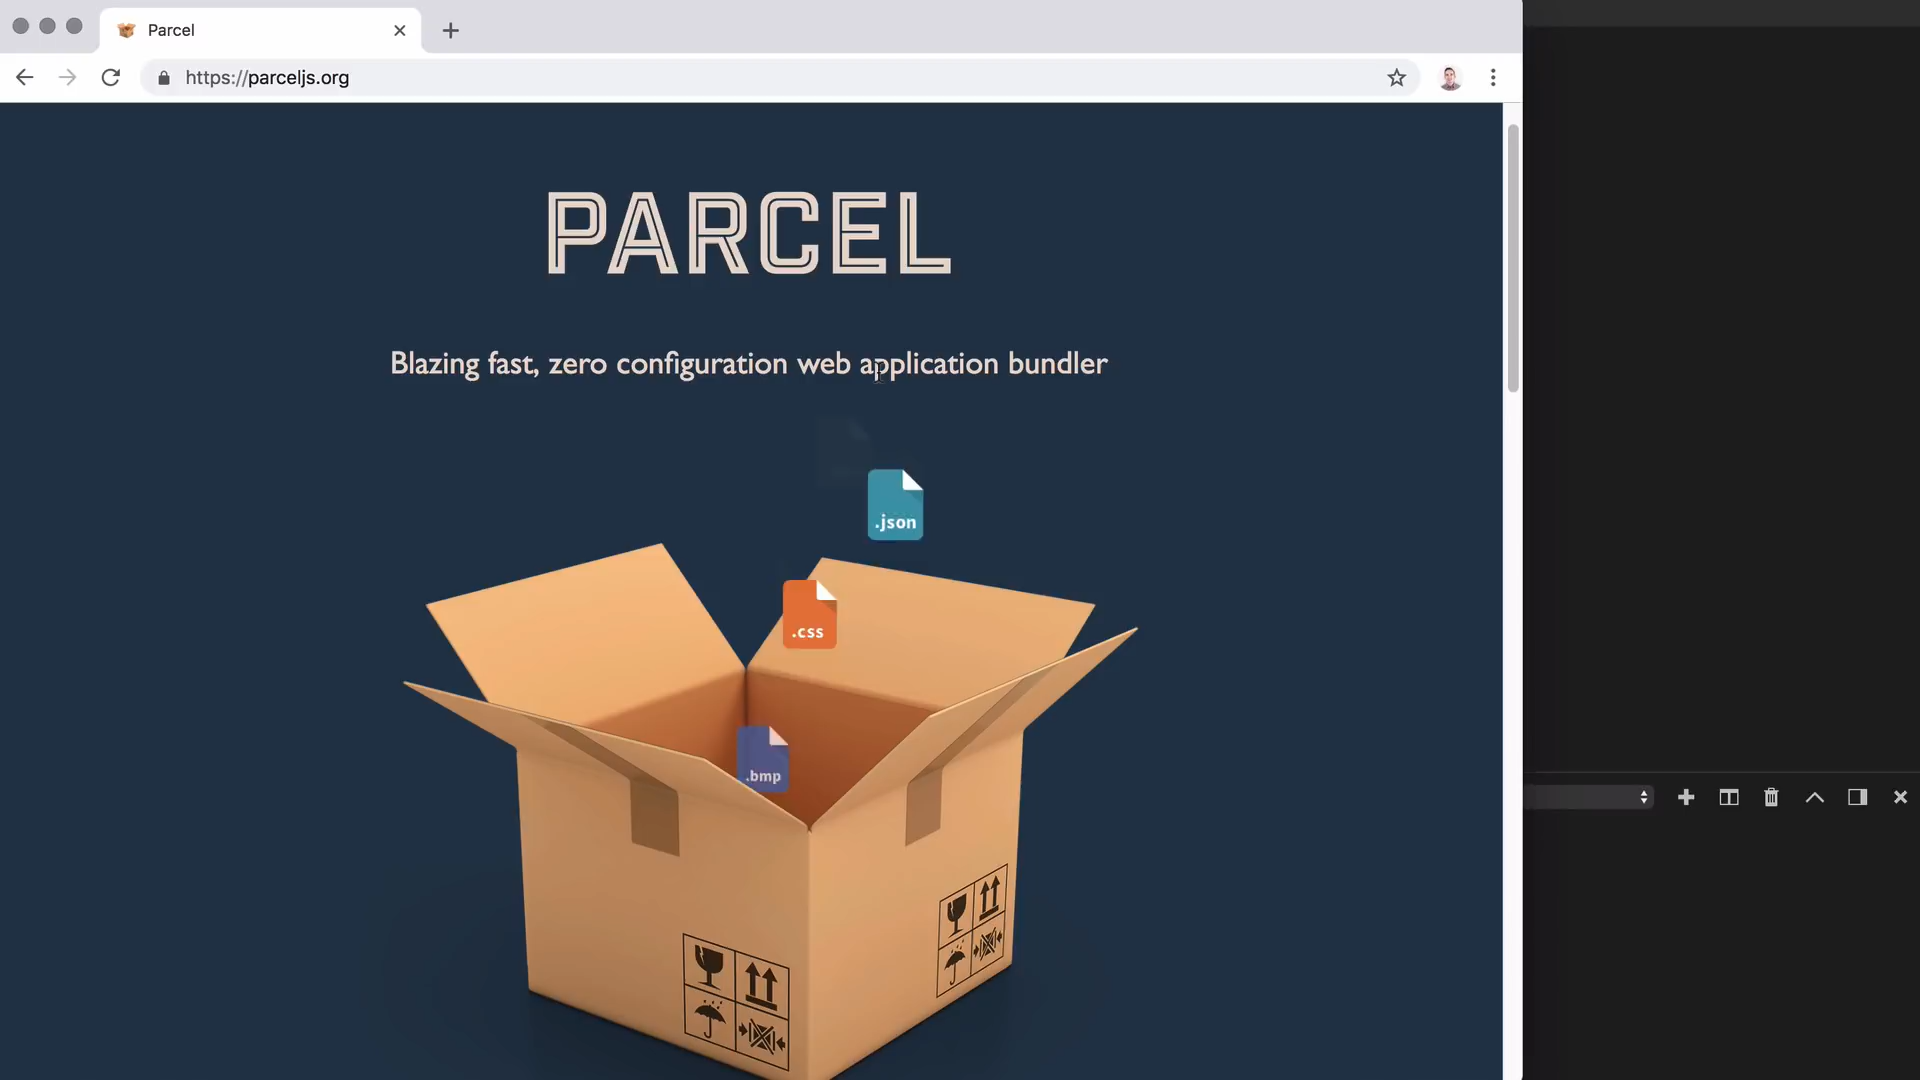 Parcel
https://parceljs.org
PARCEL
Blazing fast, zero configuration web application bundler
.json
.css
.bmp